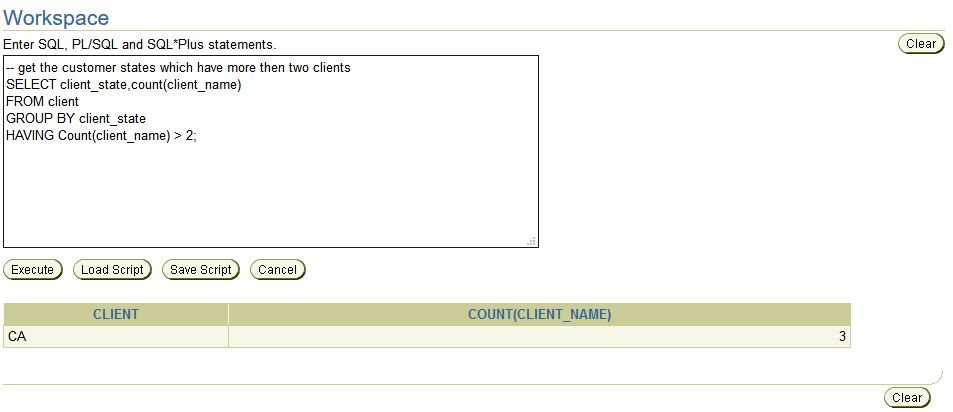 Workspace
Enter SQL, PL/SQL and SQL*Plus statements.
Clear
-- get the customer states which have more then two clients
SELECT client_state,count(client_name)
FROM client
GROUP BY client_state
HAVING Count(client_name) > 2;
Execute
Load Script
Save Script
Cancel
CLIENT
COUNT(CLIENT_NAME)
CA
3
Clear